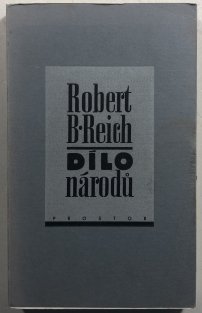 Robert
B·Reich
DÍLO
národů
PROSTOR